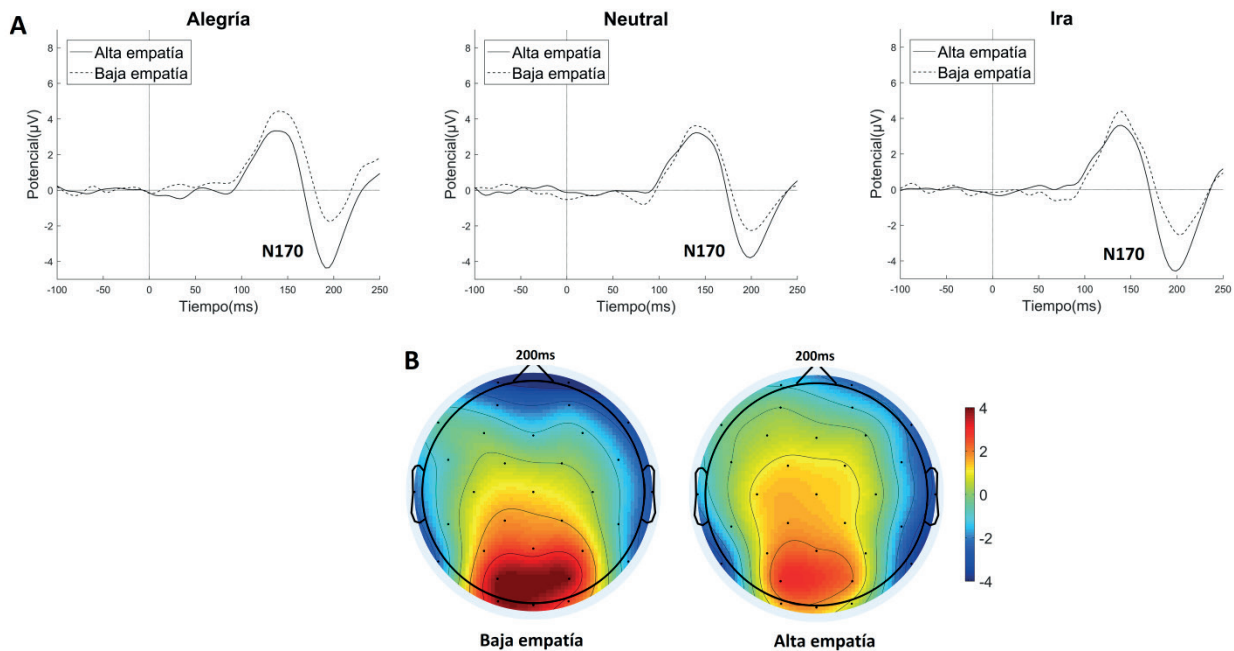 A
Alegría
Potencial(µV)
8
6
4
2
0
-2
-4
Alta empatía
Baja empatía
N170
-100 -50 0 50 100 150 200 250
Tiempo(ms)
Neutral
Potencial(µV)
8
6
4
2
0
-2
-4
Alta empatía
Baja empatía
N170
-100 -50 0 50 100 150 200 250
Tiempo(ms)
Ira
Potencial(µV)
8
6
4
2
0
-2
-4
Alta empatía
Baja empatía
N170
-100 -50 0 50 100 150 200 250
Tiempo(ms)
B
200ms
Baja empatía
200ms
Alta empatía
4
2
0
-2
-4